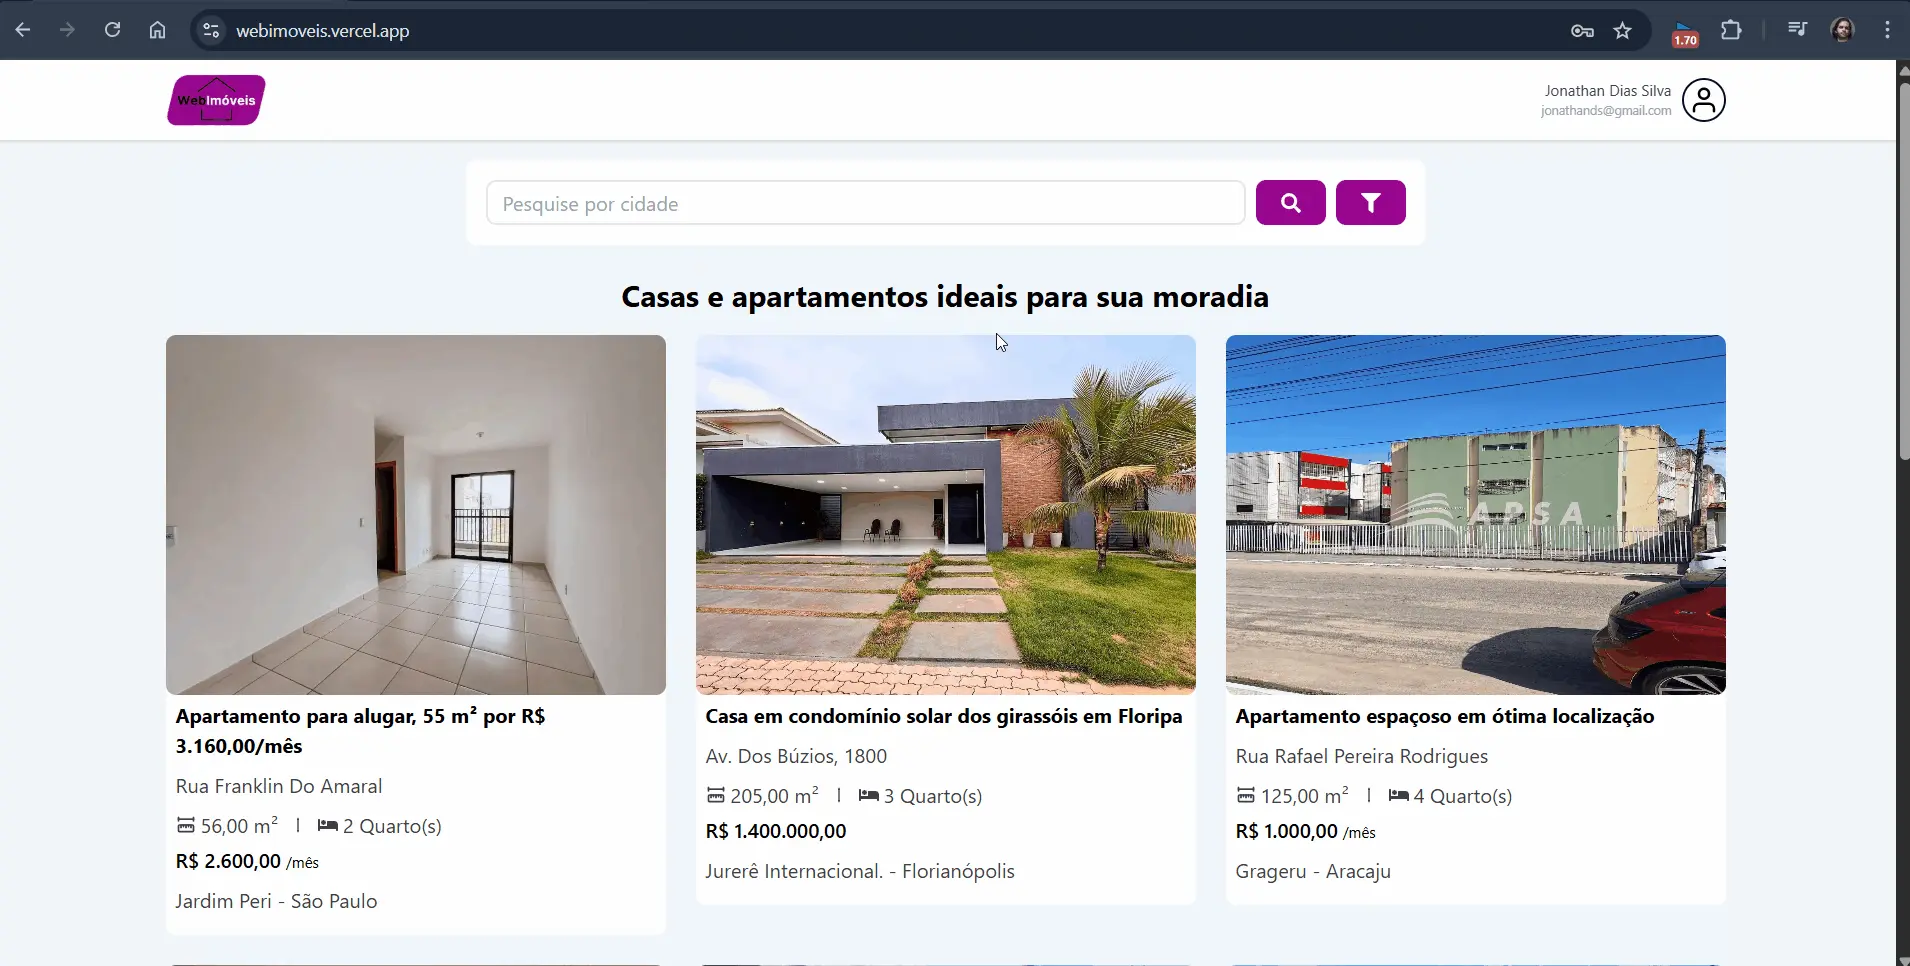 webimoveis.vercel.app
1.70
WebImóveis
Jonathan Dias Silva
jonathands@gmail.com
Pesquise por cidade
Casas e apartamentos ideais para sua moradia
APSA
Apartamento para alugar, 55 m² por R$
3.160,00/mês
Rua Franklin Do Amaral
56,00 m² | 2 Quarto(s)
R$ 2.600,00 /mês
Jardim Peri - São Paulo
Casa em condomínio solar dos girassóis em Floripa
Av. Dos Búzios, 1800
205,00 m² | 3 Quarto(s)
R$ 1.400.000,00
Jurerê Internacional. - Florianópolis
Apartamento espaçoso em ótima localização
Rua Rafael Pereira Rodrigues
125,00 m² | 4 Quarto(s)
R$ 1.000,00 /mês
Grageru - Aracaju